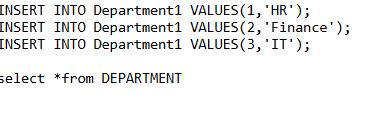 INSERT INTO Department1 VALUES(1,'HR');
INSERT INTO Department1 VALUES(2,'Finance');
INSERT INTO Department1 VALUES(3,'IT');
select *from DEPARTMENT